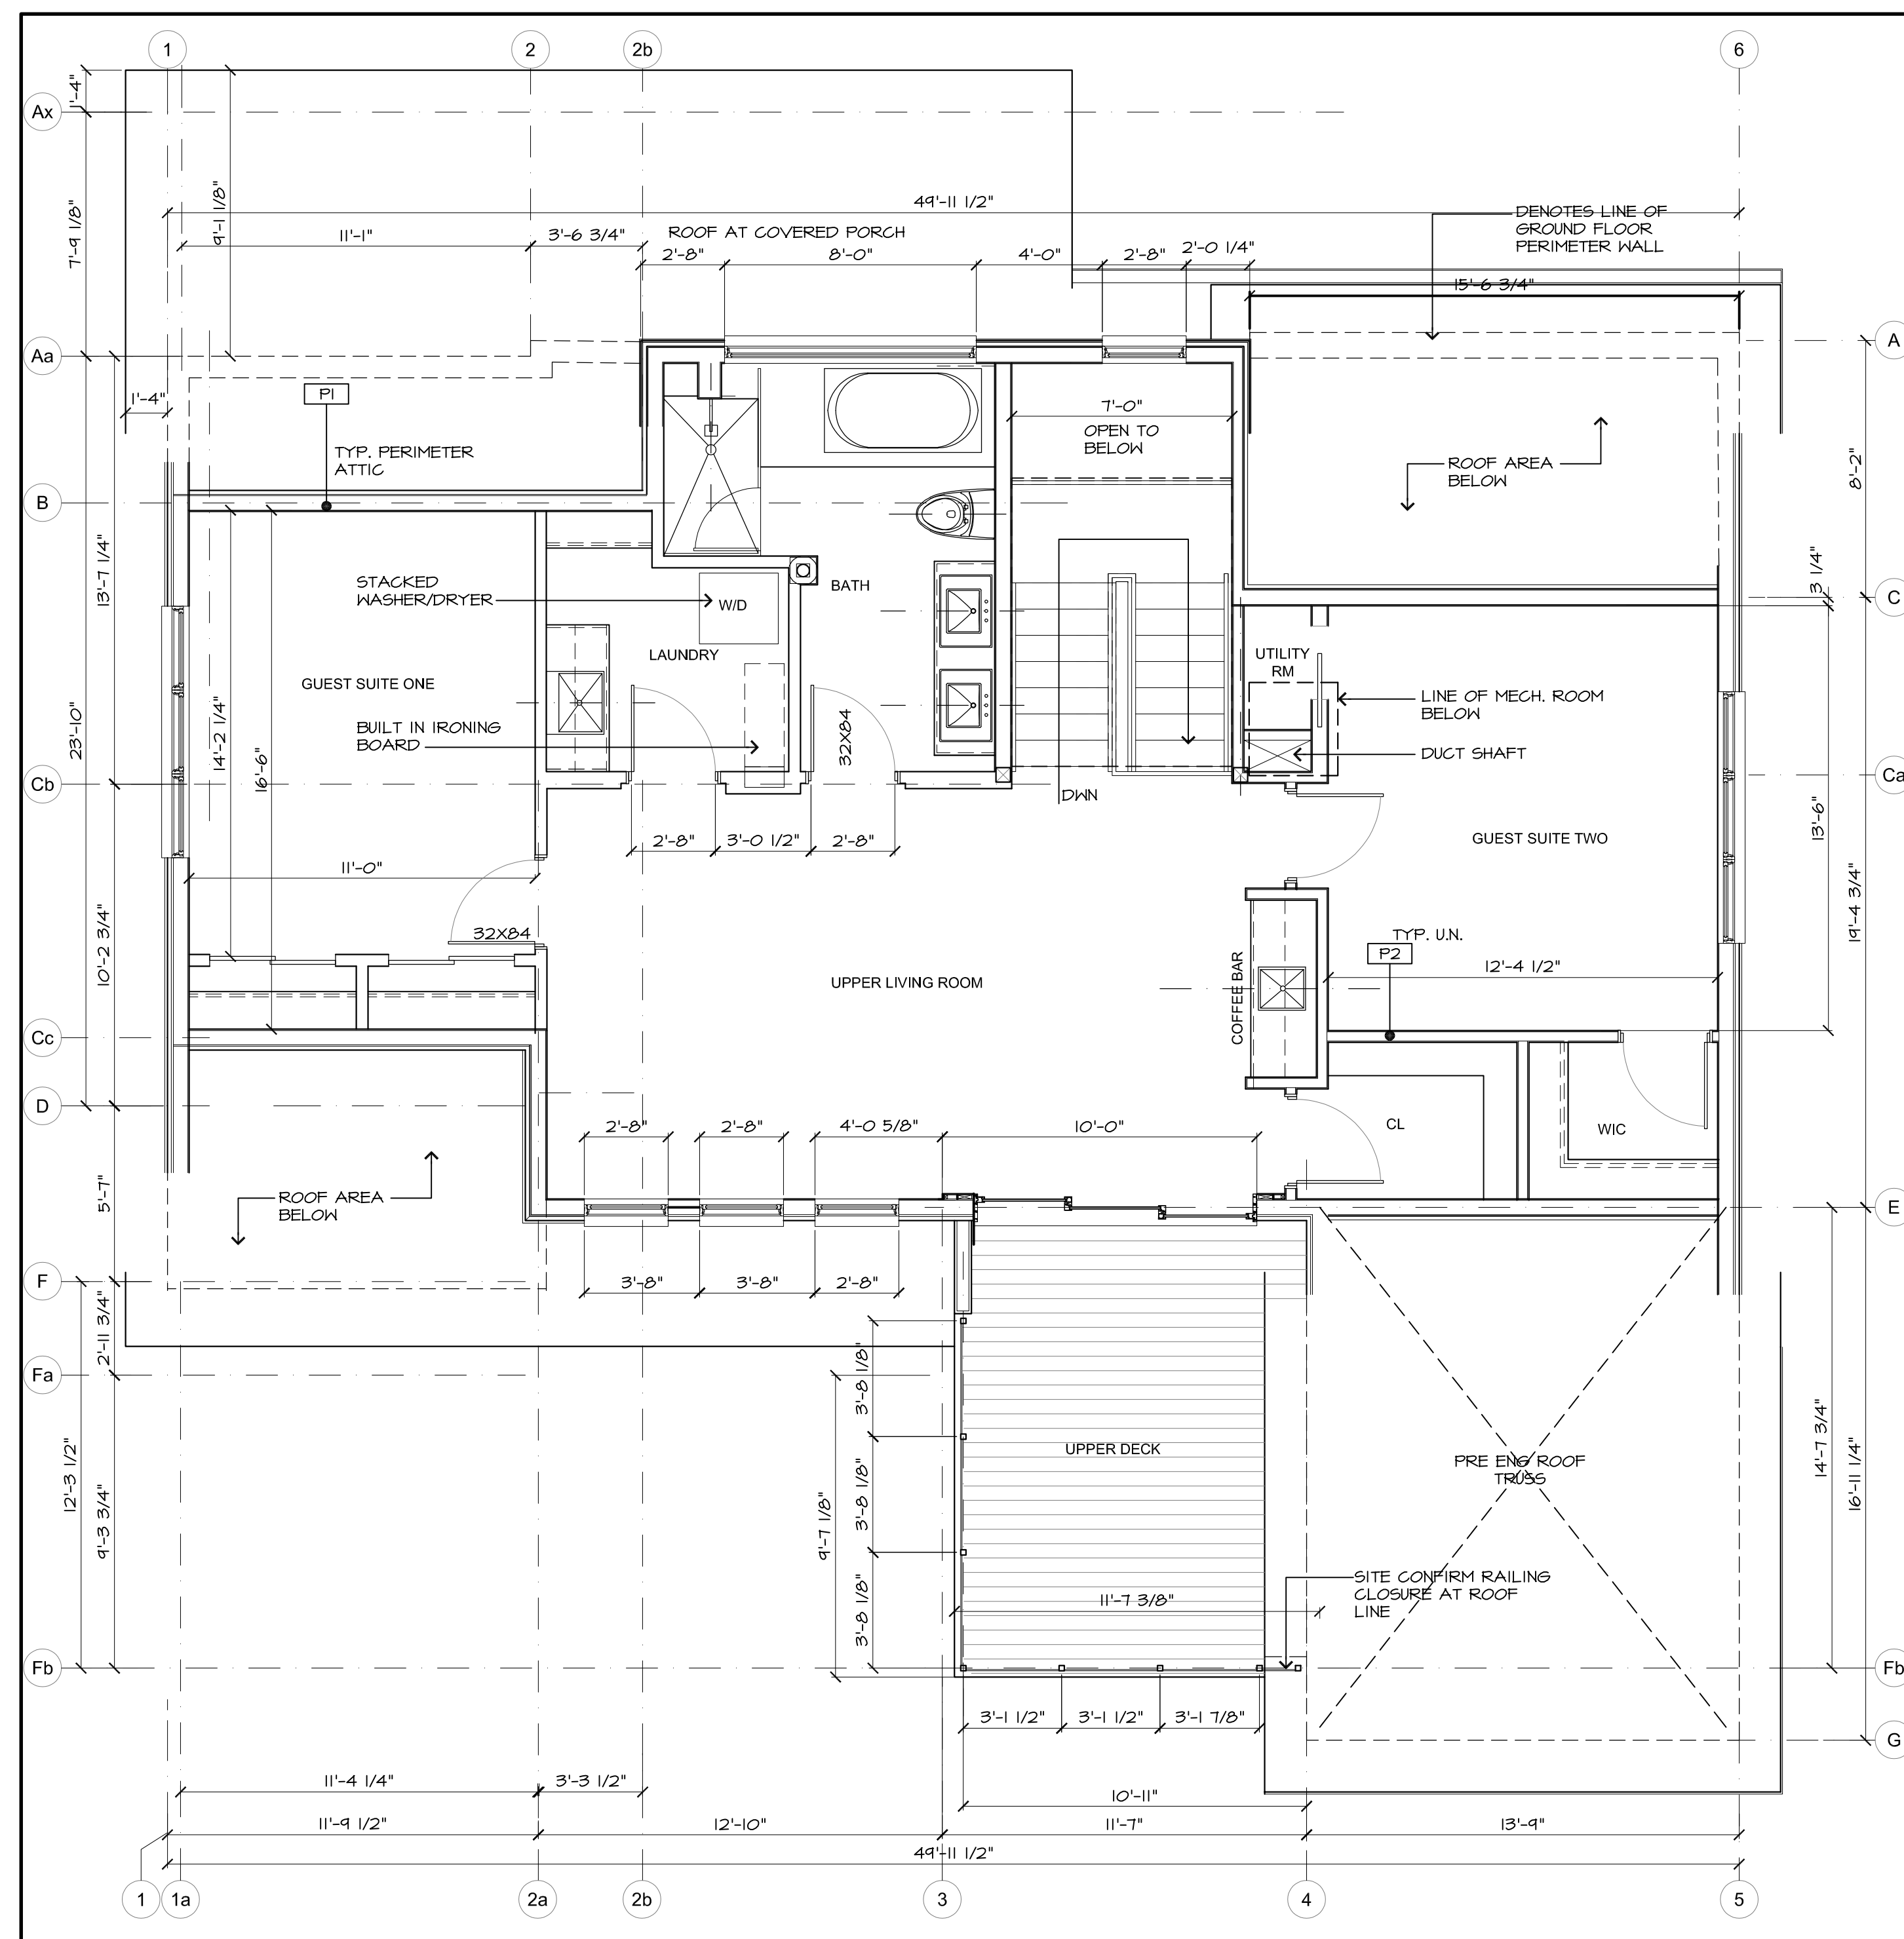 1
2
2b
6
1'-4"
Ax
7'-9 1/8"
9'-1 1/8"
49'-11 1/2"
DENOTES LINE OF
GROUND FLOOR
PERIMETER WALL
11'-1"
3'-6 3/4"
ROOF AT COVERED PORCH
2'-8"
8'-0"
4'-0"
2'-8"
2'-0 1/4"
15'-6 3/4"
Aa
A
1'-4"
P1
TYP. PERIMETER
ATTIC
7'-0"
OPEN TO
BELOW
ROOF AREA
BELOW
8'-2"
B
13'-7 1/4"
STACKED
WASHER/DRYER
W/D
BATH
3 1/4"
C
LAUNDRY
UTILITY
RM
GUEST SUITE ONE
LINE OF MECH. ROOM
BELOW
BUILT IN IRONING
BOARD
32X84
DUCT SHAFT
23'-10"
14'-2 1/4"
16'-6"
Cb
Ca
DWN
13'-6"
2'-8"
3'-0 1/2"
2'-8"
GUEST SUITE TWO
11'-0"
10'-2 3/4"
19'-4 3/4"
32X84
TYP. U.N.
P2
12'-4 1/2"
UPPER LIVING ROOM
COFFEE BAR
Cc
D
2'-8"
2'-8"
4'-0 5/8"
10'-0"
CL
WIC
5'-7"
ROOF AREA
BELOW
E
F
3'-8"
3'-8"
2'-8"
2'-11 3/4"
3'-8 1/8"
Fa
12'-3 1/2"
9'-3 3/4"
9'-7 1/8"
3'-8 1/8"
UPPER DECK
PRE ENG ROOF
TRUSS
14'-7 3/4"
16'-11 1/4"
3'-8 1/8"
11'-7 3/8"
SITE CONFIRM RAILING
CLOSURE AT ROOF
LINE
Fb
Fb
3'-1 1/2"
3'-1 1/2"
3'-1 7/8"
G
11'-4 1/4"
3'-3 1/2"
10'-11"
11'-9 1/2"
12'-10"
11'-7"
13'-9"
49'-11 1/2"
1
1a
2a
2b
3
4
5